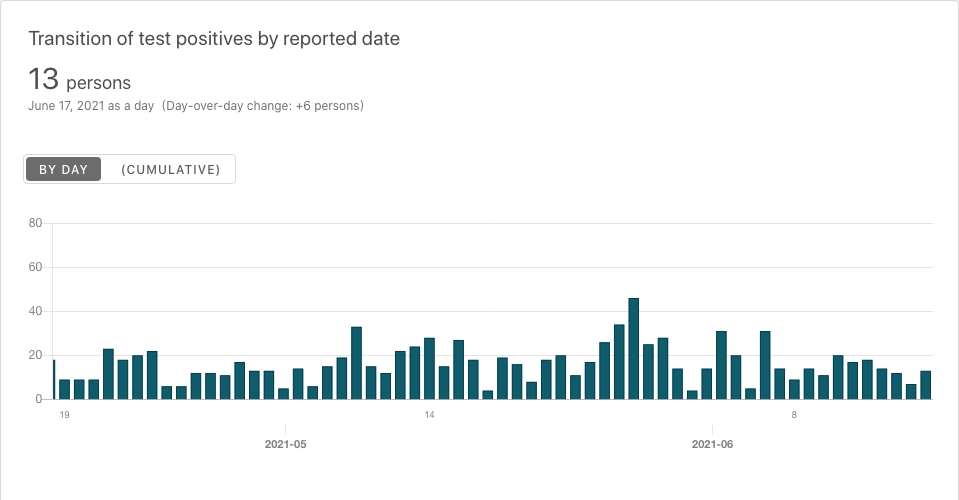 Transition of test positives by reported date
13 persons
June 17, 2021 as a day (Day-over-day change: +6 persons)
BY DAY (CUMULATIVE)
80
60
40
20
0
19 14 8
2021-05 2021-06